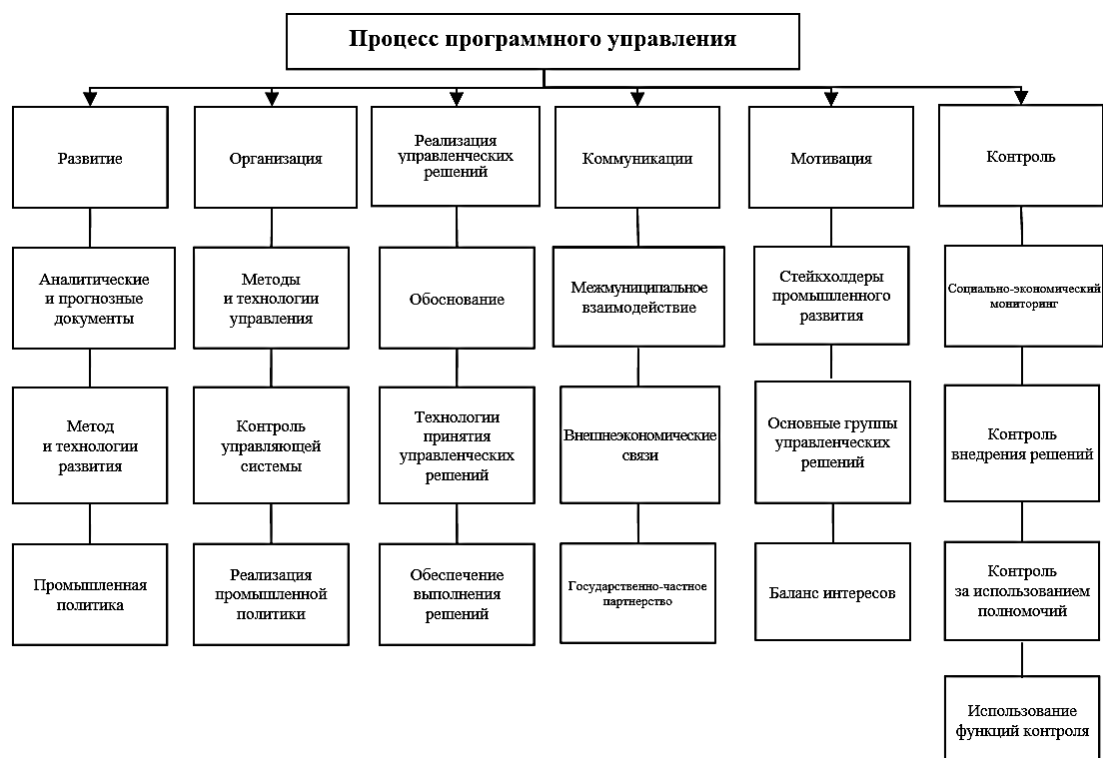 Процесс программного управления
Развитие
Организация
Реализация
управленческих
решений
Коммуникации
Мотивация
Контроль
Аналитические
и прогнозные
документы
Методы
и технологии
управления
Обоснование
Межмуниципальное
взаимодействие
Стейкхолдеры
промышленного
развития
Социально-экономический
мониторинг
Метод
и технологии
развития
Контроль
управляющей
системы
Технологии
принятия
управленческих
решений
Внешнеэкономические
связи
Основные группы
управленческих
решений
Контроль
внедрения решений
Промышленная
политика
Реализация
промышленной
политики
Обеспечение
выполнения
решений
Государственно-частное
партнерство
Баланс интересов
Контроль
за использованием
полномочий
Использование
функций контроля